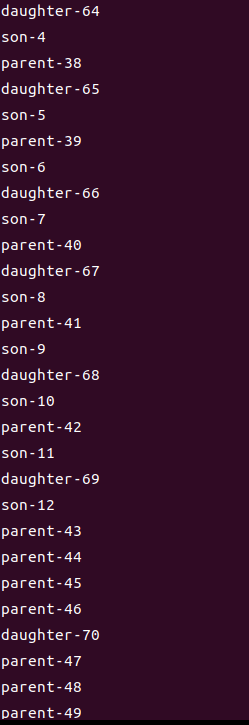 daughter-64
son-4
parent-38
daughter-65
son-5
parent-39
son-6
daughter-66
son-7
parent-40
daughter-67
son-8
parent-41
son-9
daughter-68
son-10
parent-42
son-11
daughter-69
son-12
parent-43
parent-44
parent-45
parent-46
daughter-70
parent-47
parent-48
parent-49